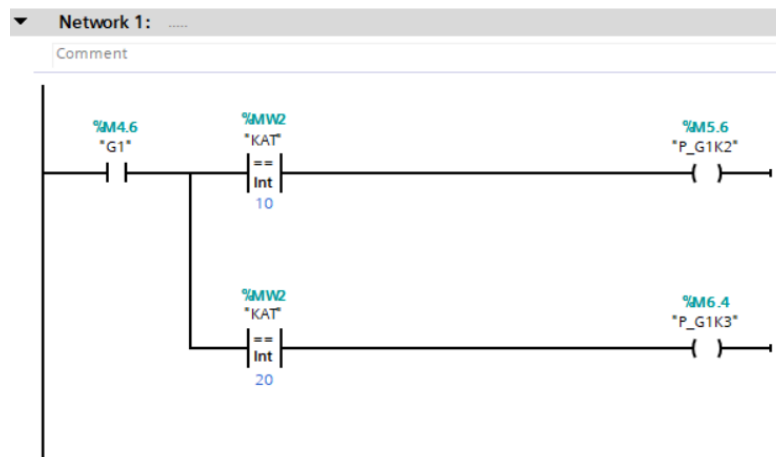 Network 1: .....
Comment
%M4.6
"G1"
%MW2
"KAT"
==
Int
10
%M5.6
"P_G1K2"
%MW2
"KAT"
==
Int
20
%M6.4
"P_G1K3"